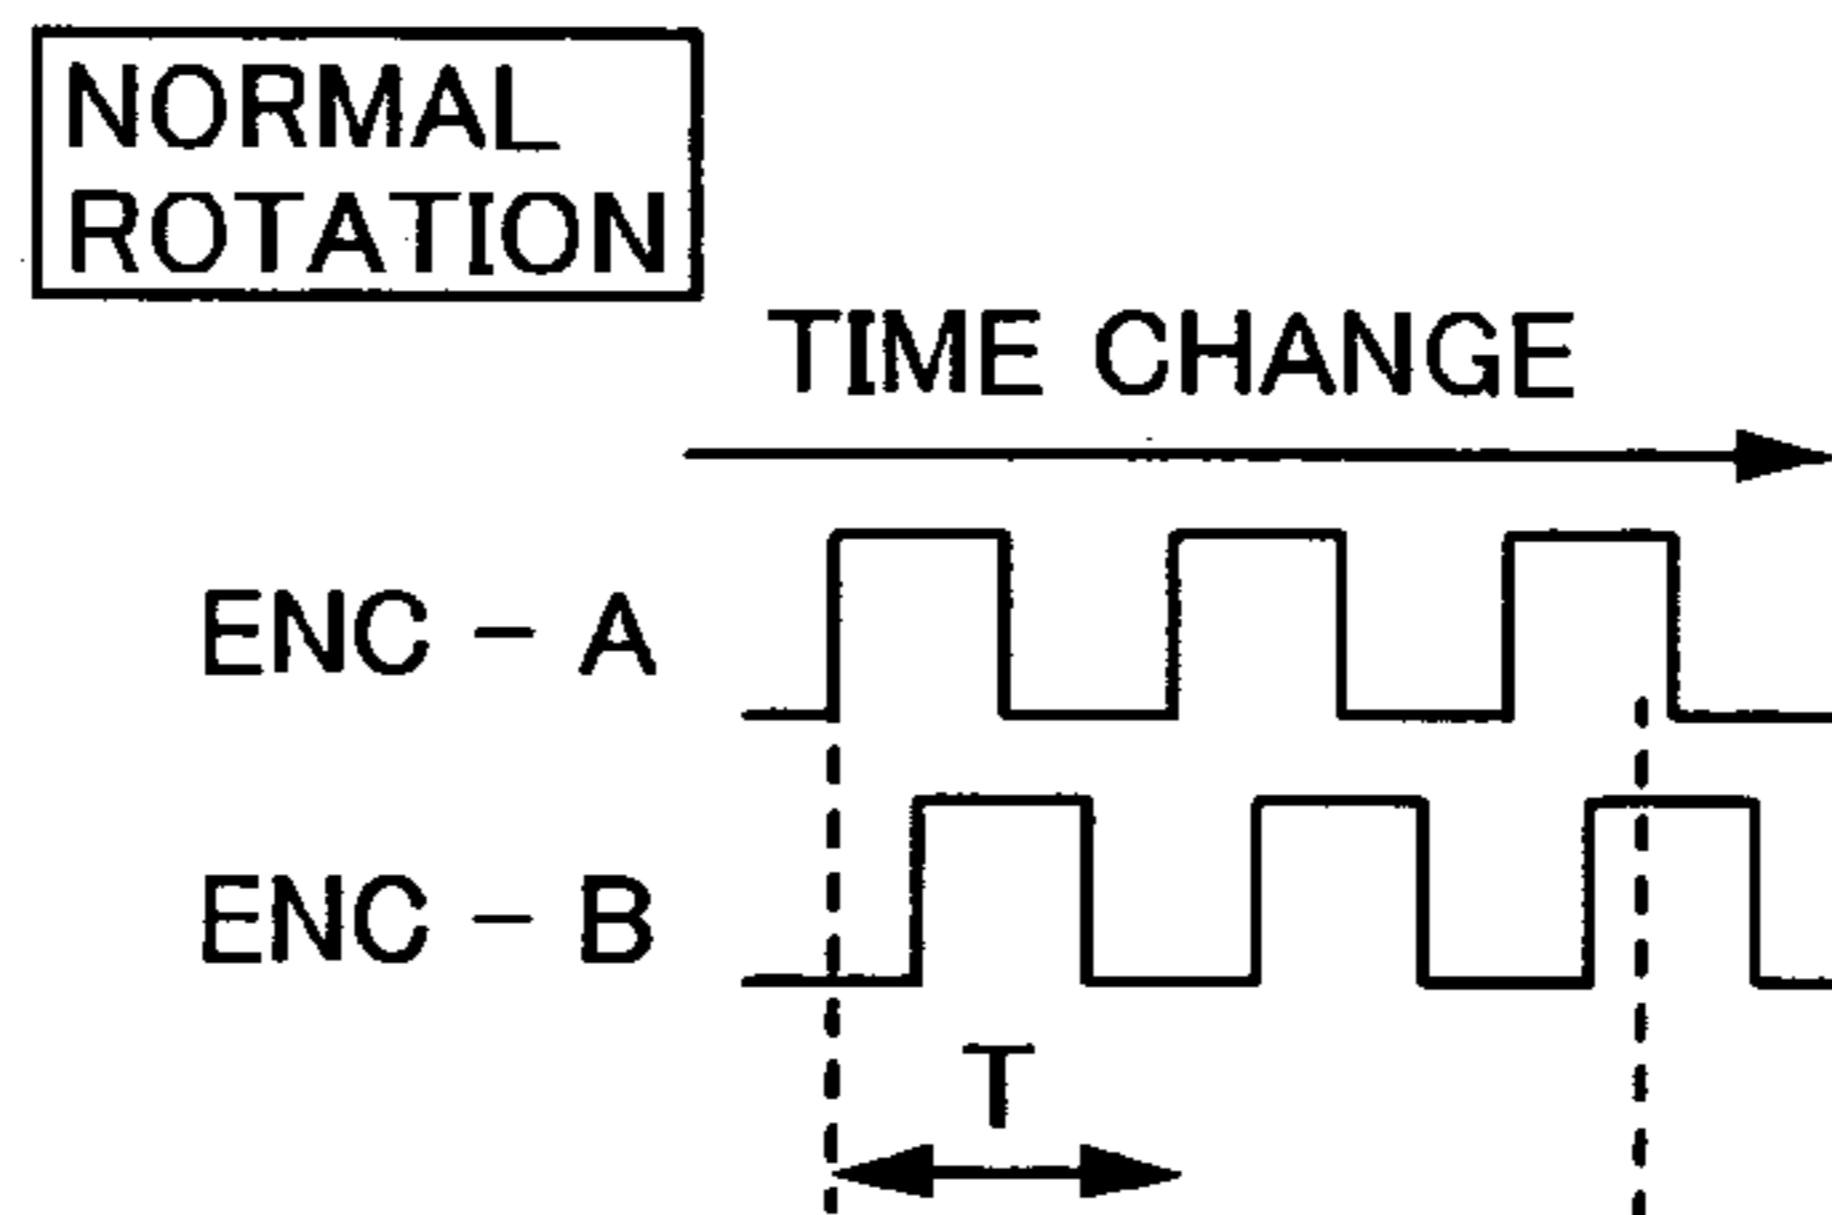 NORMAL
ROTATION
TIME CHANGE
ENC - A
ENC - B
T